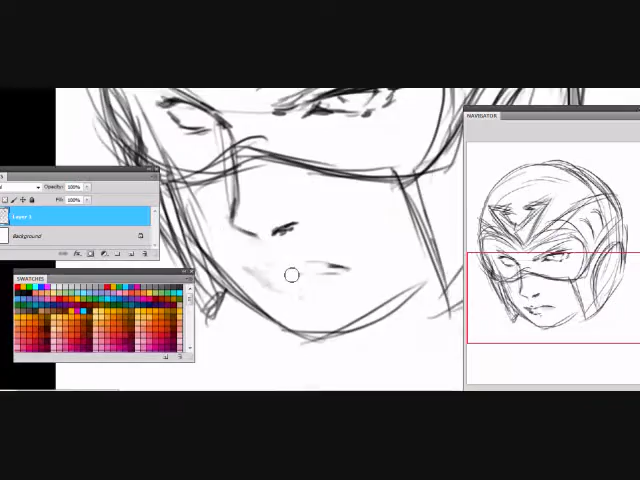 NAVIGATOR
Opacity: 100%
Fill: 100%
Layer 1
Background
SWATCHES